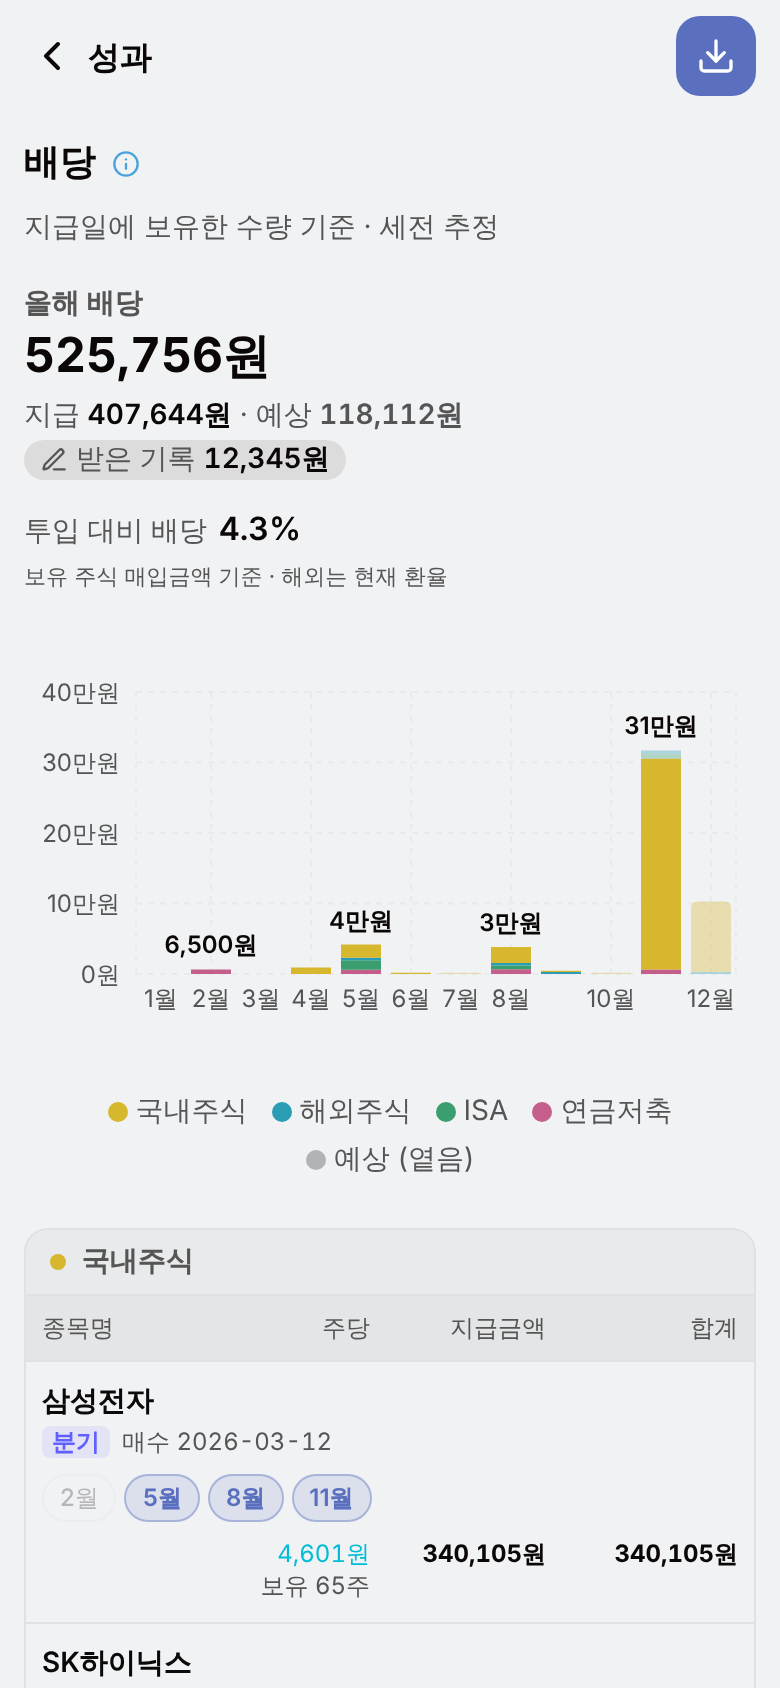 성과
배당
지급일에 보유한 수량 기준 · 세전 추정
올해 배당
525,756원
지급 407,644원 · 예상 118,112원
받은 기록 12,345원
투입 대비 배당 4.3%
보유 주식 매입금액 기준 · 해외는 현재 환율
40만원
30만원
20만원
10만원
0원
6,500원
4만원
3만원
31만원
1월 2월 3월 4월 5월 6월 7월 8월 10월 12월
국내주식 해외주식 ISA 연금저축
예상 (옅음)
국내주식
종목명 주당 지급금액 합계
삼성전자
분기 매수 2026-03-12
2월 5월 8월 11월
4,601원 340,105원 340,105원
보유 65주
SK하이닉스